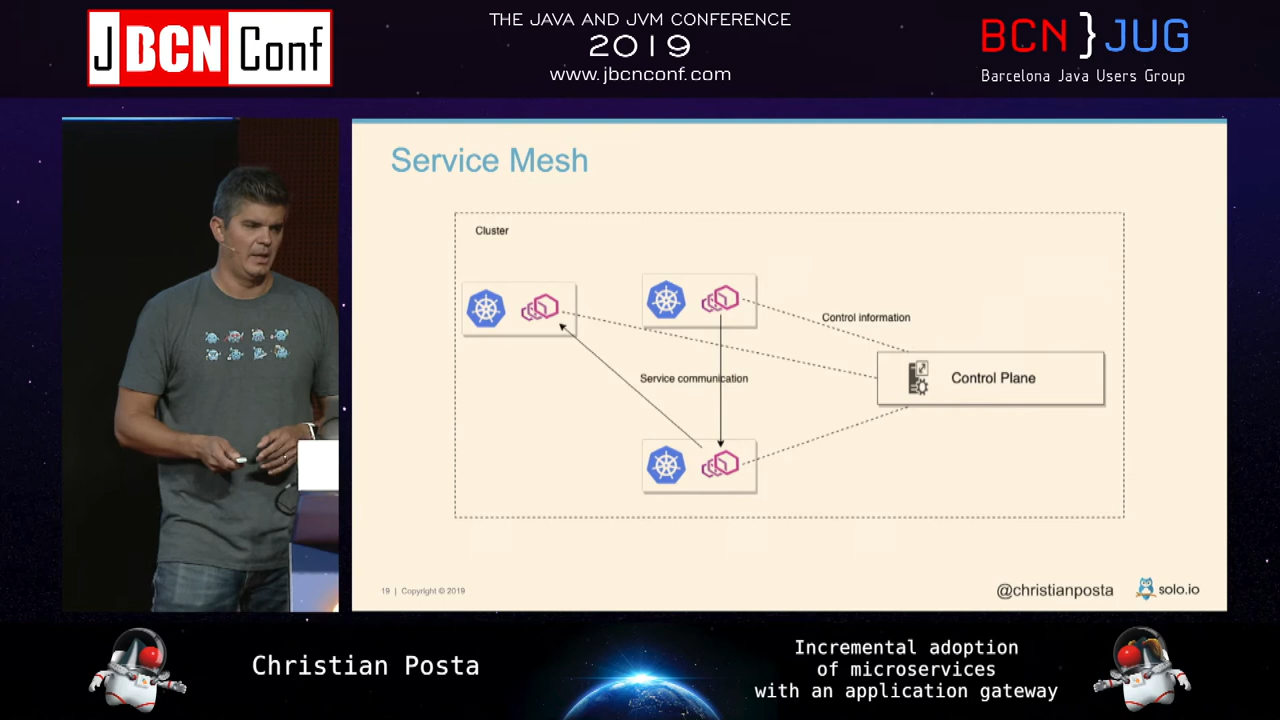 JBCNConf
THE JAVA AND JVM CONFERENCE
2019
www.jbcnconf.com
BCN}JUG
Barcelona Java Users Group
Service Mesh
Cluster
Control information
Service communication
Control Plane
19 | Copyright © 2019
@christianposta
solo.io
Christian Posta
Incremental adoption
of microservices
with an application gateway